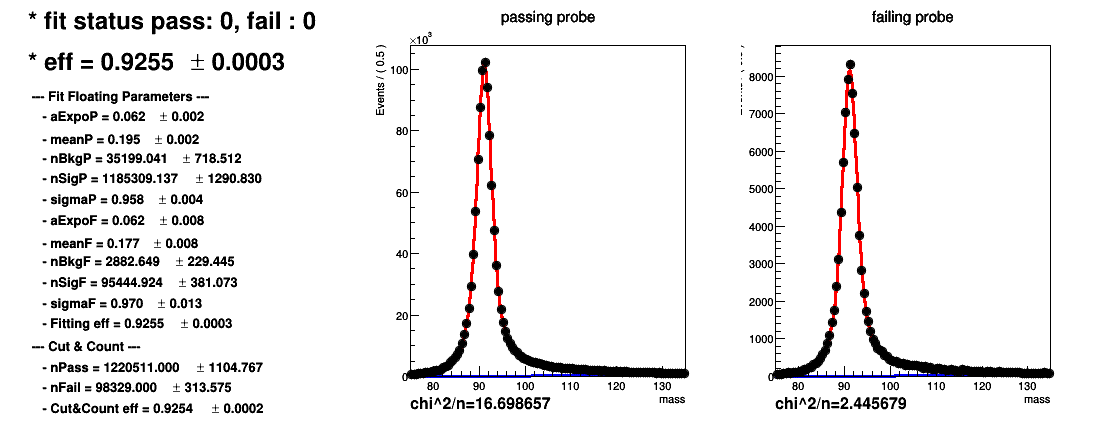 * fit status pass: 0, fail : 0
* eff = 0.9255 ± 0.0003
--- Fit Floating Parameters ---
- aExpoP = 0.062 ± 0.002
- meanP = 0.195 ± 0.002
- nBkgP = 35199.041 ± 718.512
- nSigP = 1185309.137 ± 1290.830
- sigmaP = 0.958 ± 0.004
- aExpoF = 0.062 ± 0.008
- meanF = 0.177 ± 0.008
- nBkgF = 2882.649 ± 229.445
- nSigF = 95444.924 ± 381.073
- sigmaF = 0.970 ± 0.013
- Fitting eff = 0.9255 ± 0.0003
--- Cut & Count ---
- nPass = 1220511.000 ± 1104.767
- nFail = 98329.000 ± 313.575
- Cut&Count eff = 0.9254 ± 0.0002
passing probe
×10³
Events / ( 0.5 )
100
80
60
40
20
0
80 90 100 110 120 130
mass
chi^2/n=16.698657
failing probe
8000
7000
6000
5000
4000
3000
2000
1000
0
80 90 100 110 120 130
mass
chi^2/n=2.445679